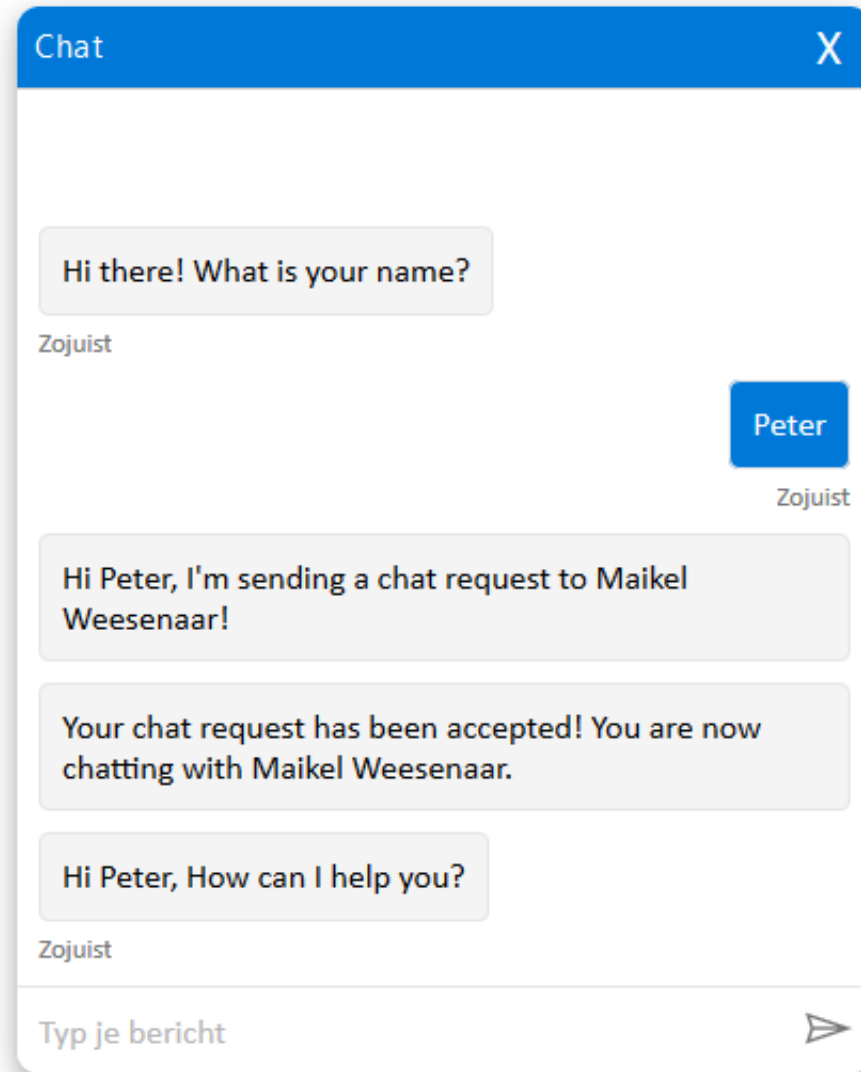 Chat X
Hi there! What is your name?
Zojuist
Peter
Zojuist
Hi Peter, I'm sending a chat request to Maikel
Weesenaar!
Your chat request has been accepted! You are now
chatting with Maikel Weesenaar.
Hi Peter, How can I help you?
Zojuist
Typ je bericht